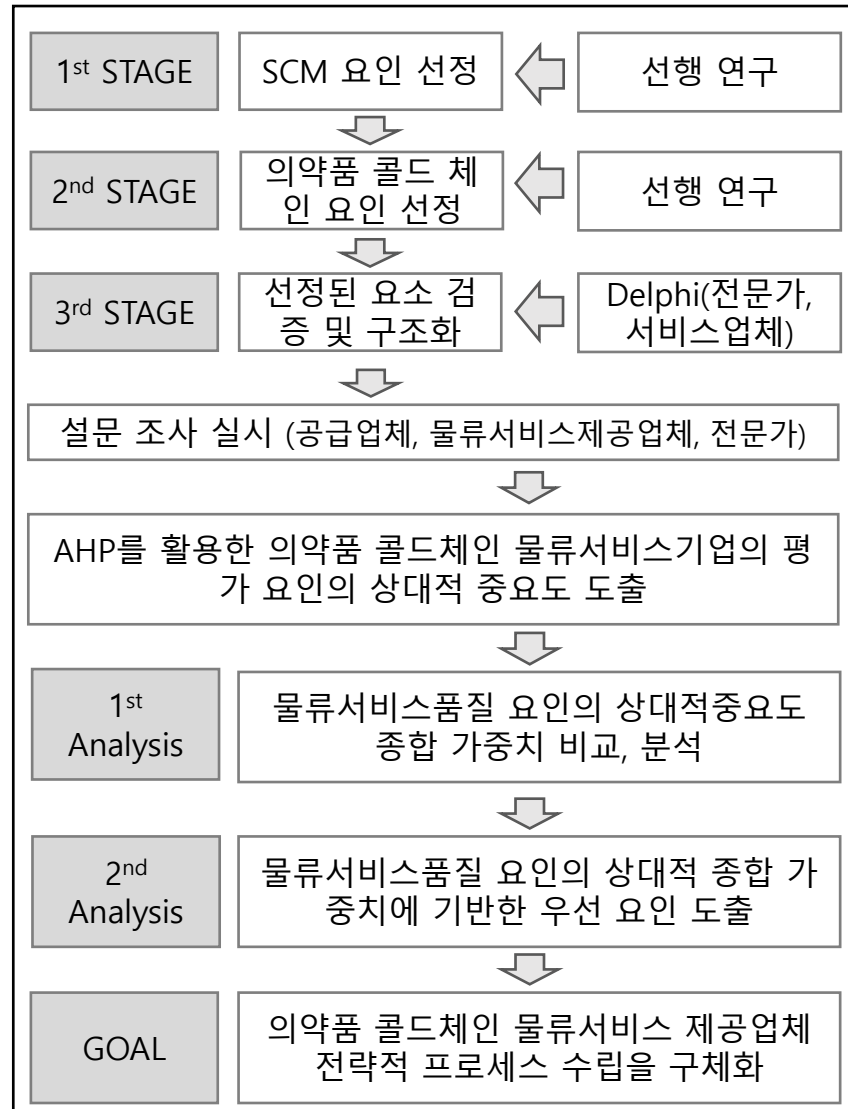 1st STAGE
SCM 요인 선정
선행 연구
2nd STAGE
의약품 콜드 체
인 요인 선정
선행 연구
3rd STAGE
선정된 요소 검
증 및 구조화
Delphi(전문가,
서비스업체)
설문 조사 실시 (공급업체, 물류서비스제공업체, 전문가)
AHP를 활용한 의약품 콜드체인 물류서비스기업의 평
가 요인의 상대적 중요도 도출
1st
Analysis
물류서비스품질 요인의 상대적중요도
종합 가중치 비교, 분석
2nd
Analysis
물류서비스품질 요인의 상대적 종합 가
중치에 기반한 우선 요인 도출
GOAL
의약품 콜드체인 물류서비스 제공업체
전략적 프로세스 수립을 구체화